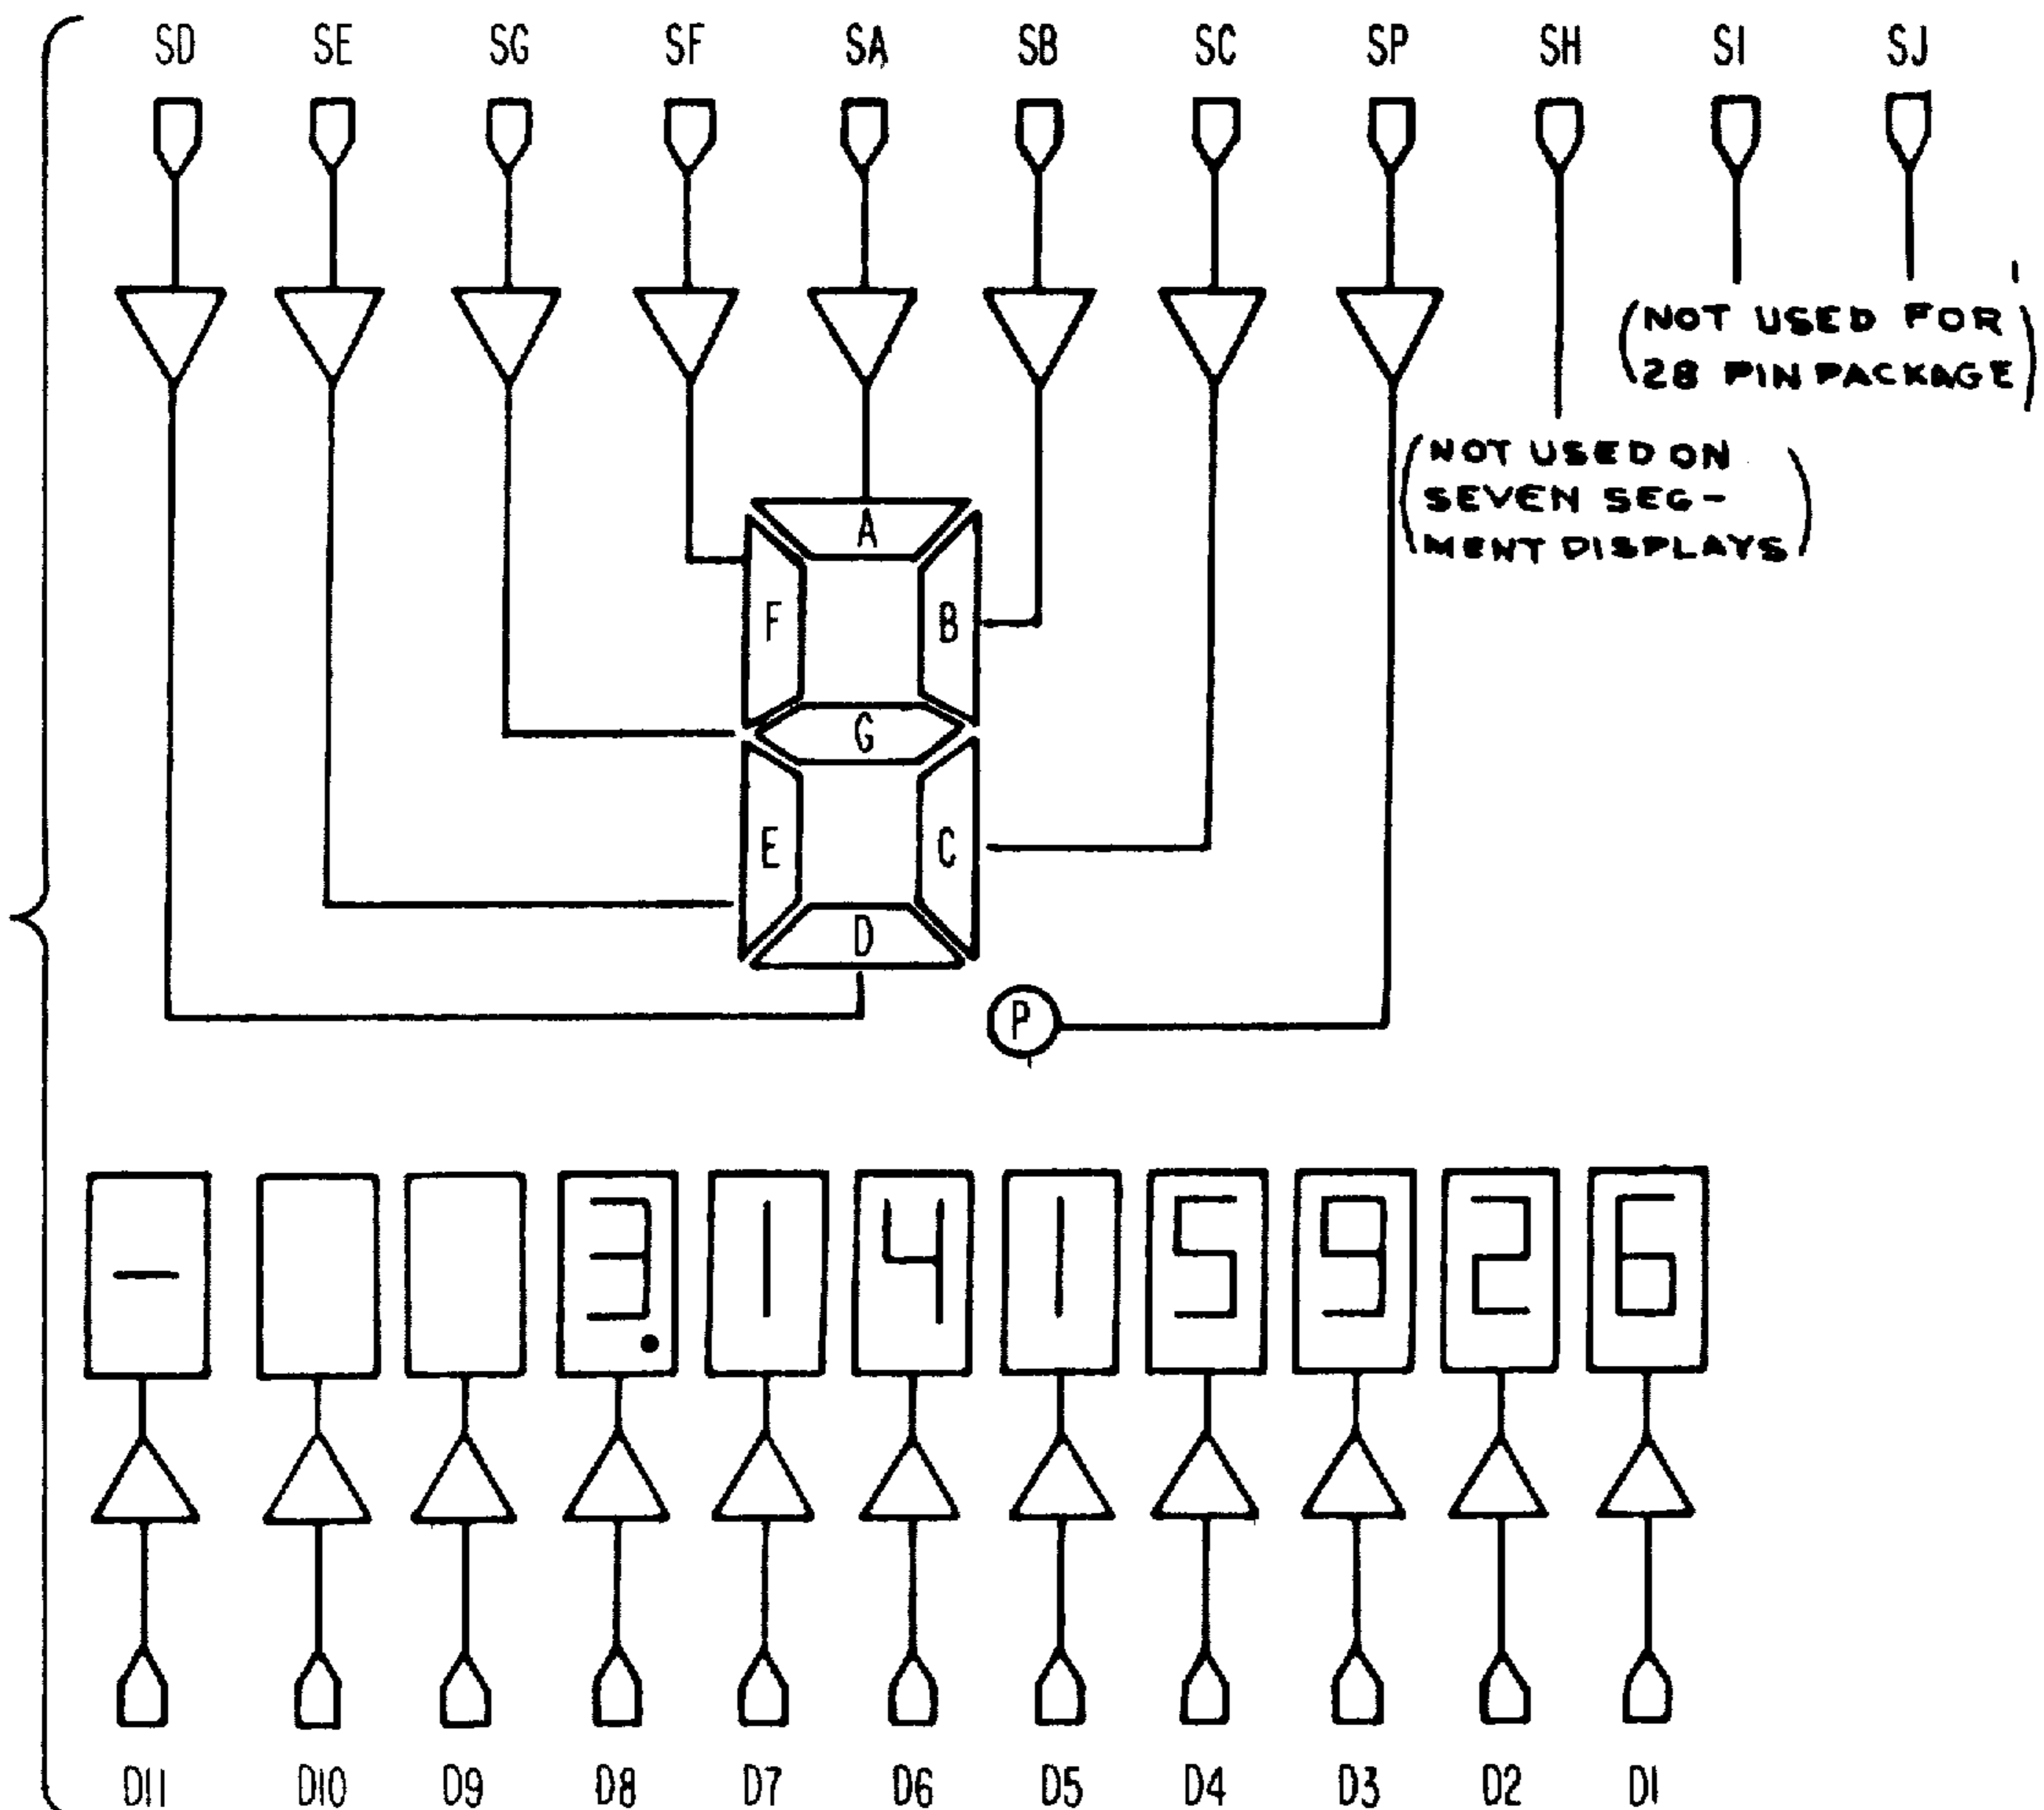 SD SE SG SF SA SB SC SP SH SI SJ
(NOT USED FOR
28 PIN PACKAGE)
(NOT USED ON
SEVEN SEG-
MENT DISPLAYS)
A
F B
G
E C
D
P
- 3. 1 4 1 5 9 2 6
D11 D10 D9 D8 D7 D6 D5 D4 D3 D2 D1